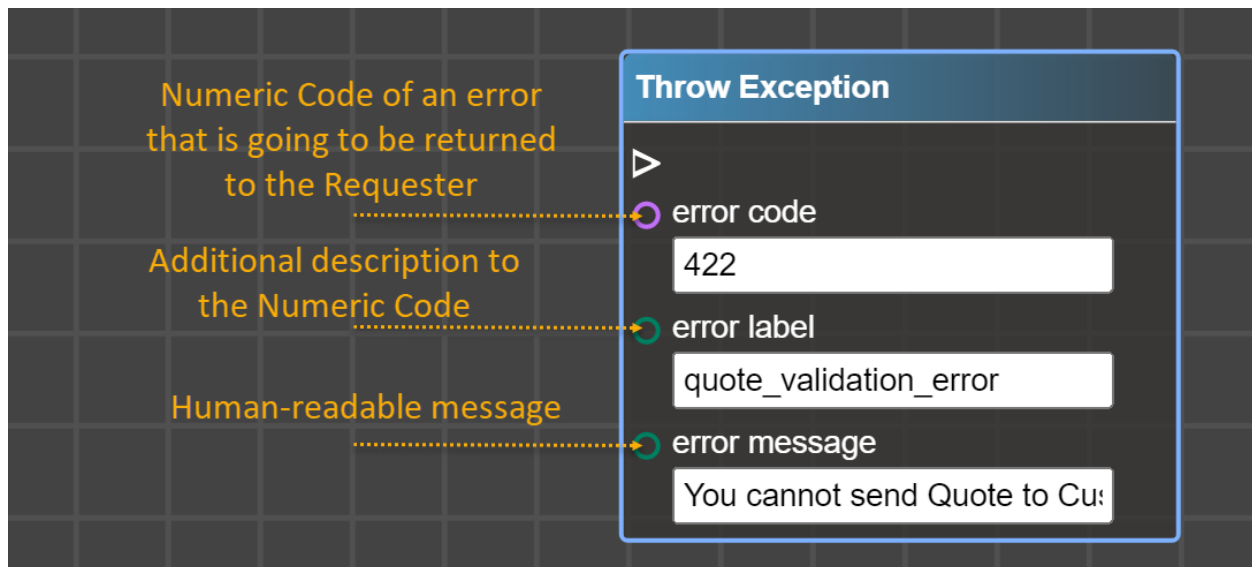 Throw Exception
Numeric Code of an error
that is going to be returned
to the Requester
error code
422
Additional description to
the Numeric Code
error label
quote_validation_error
Human-readable message
error message
You cannot send Quote to